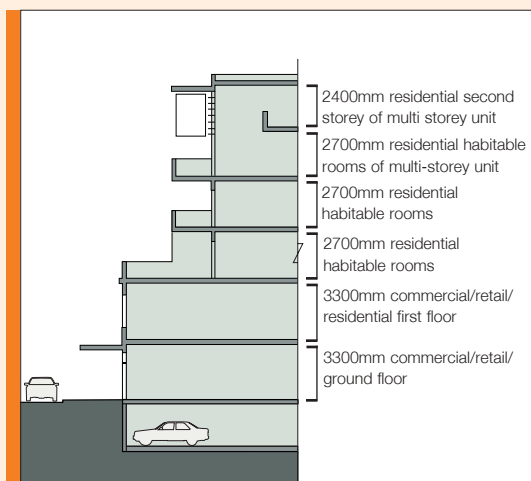 2400mm residential second
storey of multi storey unit
2700mm residential habitable
rooms of multi-storey unit
2700mm residential
habitable rooms
2700mm residential
habitable rooms
3300mm commercial/retail/
residential first floor
3300mm commercial/retail/
ground floor